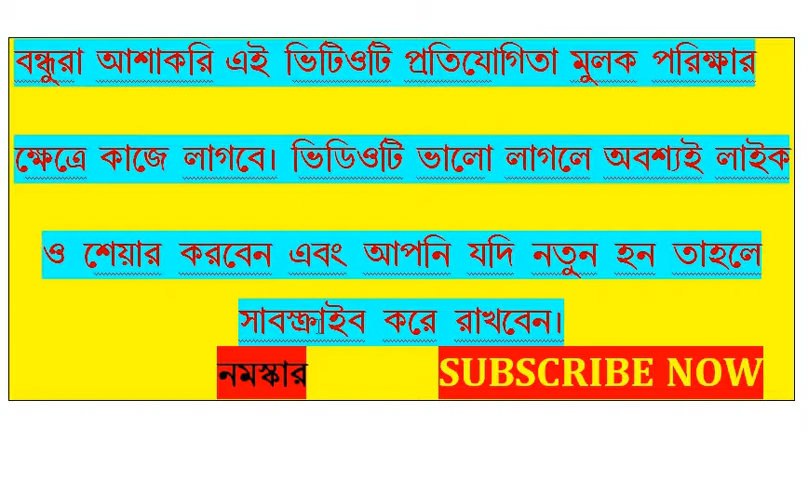 বন্ধুরা আশাকরি এই ভিটিওটি প্রতিযোগিতা মুলক পরিক্ষার
ক্ষেত্রে কাজে লাগবে। ভিডিওটি ভালো লাগলে অবশ্যই লাইক
ও শেয়ার করবেন এবং আপনি যদি নতুন হন তাহলে
সাবস্ক্রাইব করে রাখবেন।
নমস্কার SUBSCRIBE NOW